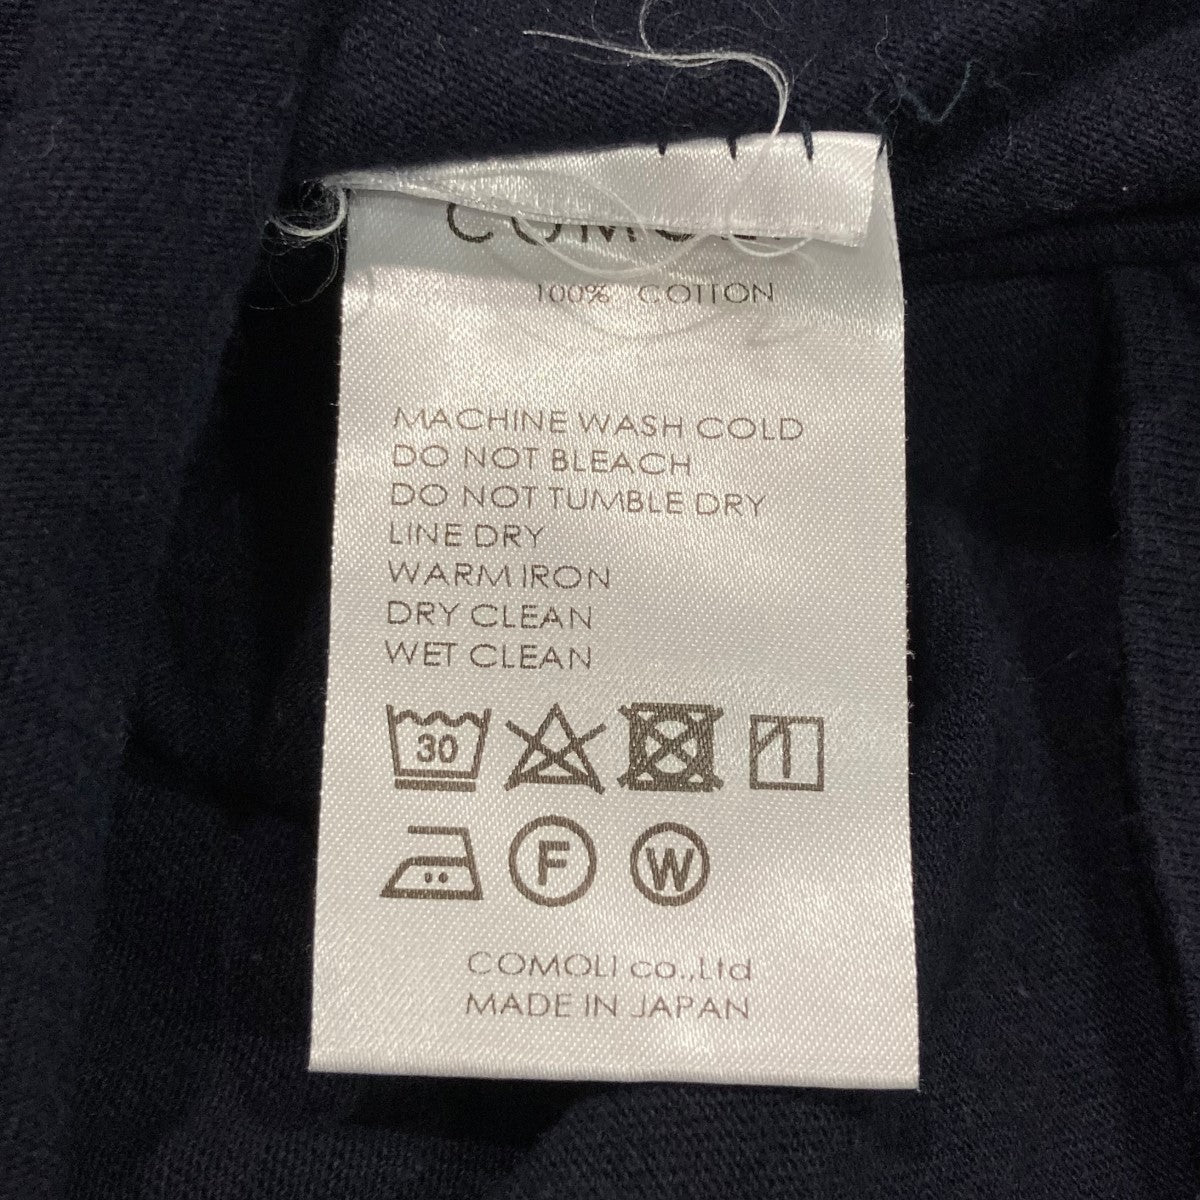 COMOLI
100% COTTON
MACHINE WASH COLD
DO NOT BLEACH
DO NOT TUMBLE DRY
LINE DRY
WARM IRON
DRY CLEAN
WET CLEAN
30
F W
COMOLI co.,Ltd
MADE IN JAPAN